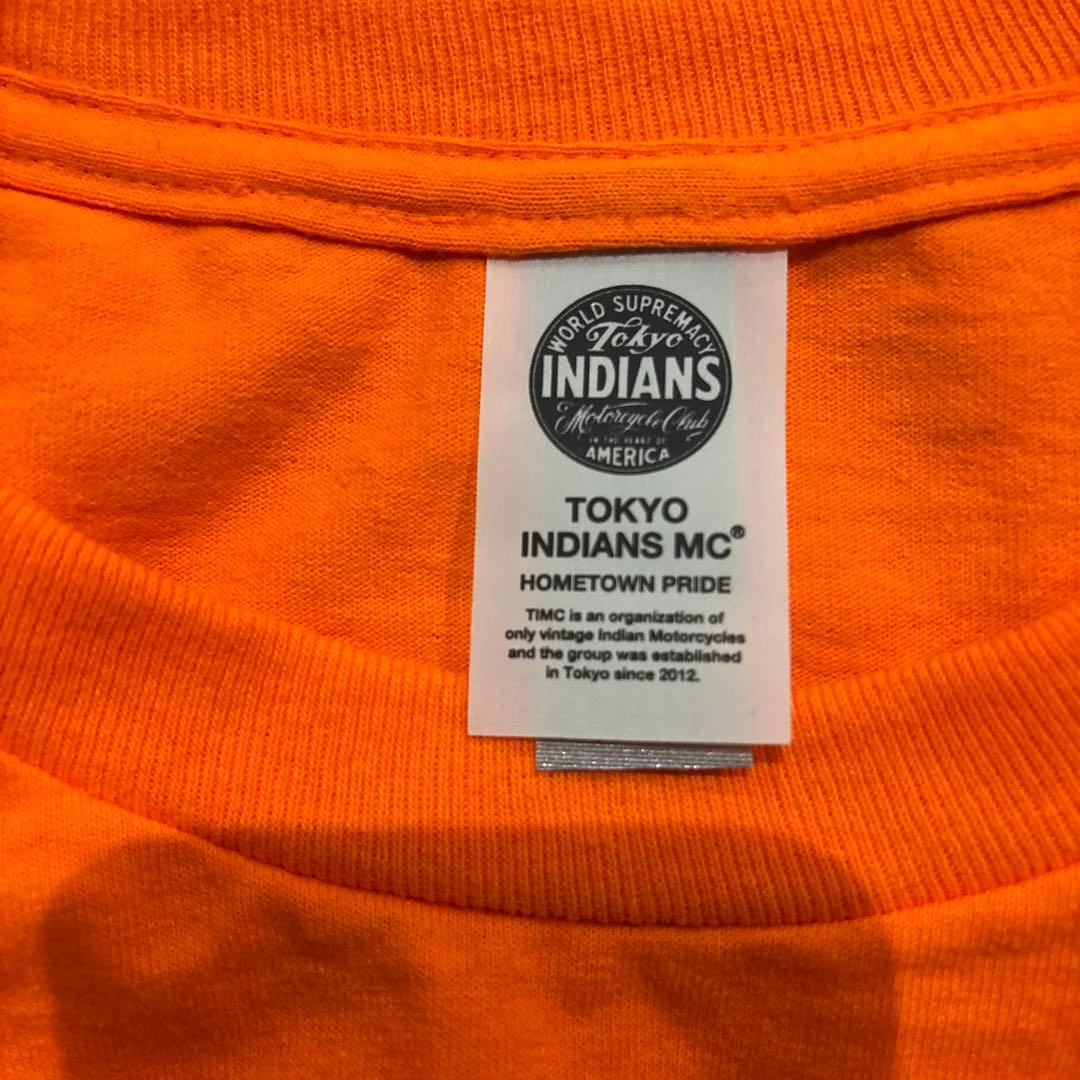 WORLD SUPREMACY
Tokyo
INDIANS
Motorcycle Club
IN THE HEART OF
AMERICA
TOKYO
INDIANS MC®
HOMETOWN PRIDE
TIMC is an organization of
only vintage Indian Motorcycles
and the group was established
in Tokyo since 2012.